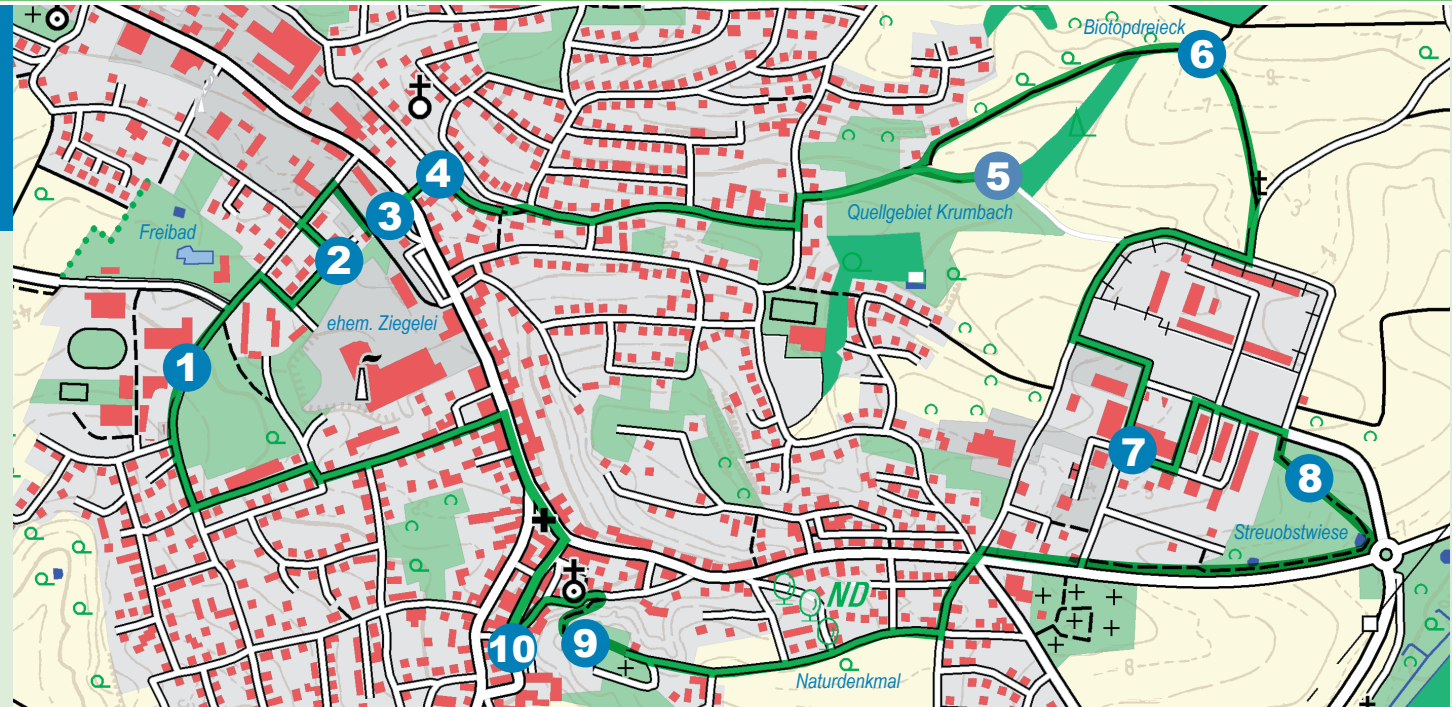 Biotopdreieck
6
4
5
3
Quellgebiet Krumbach
Freibad
2
ehem. Ziegelei
1
7
8
Streuobstwiese
ND
9
10
Naturdenkmal